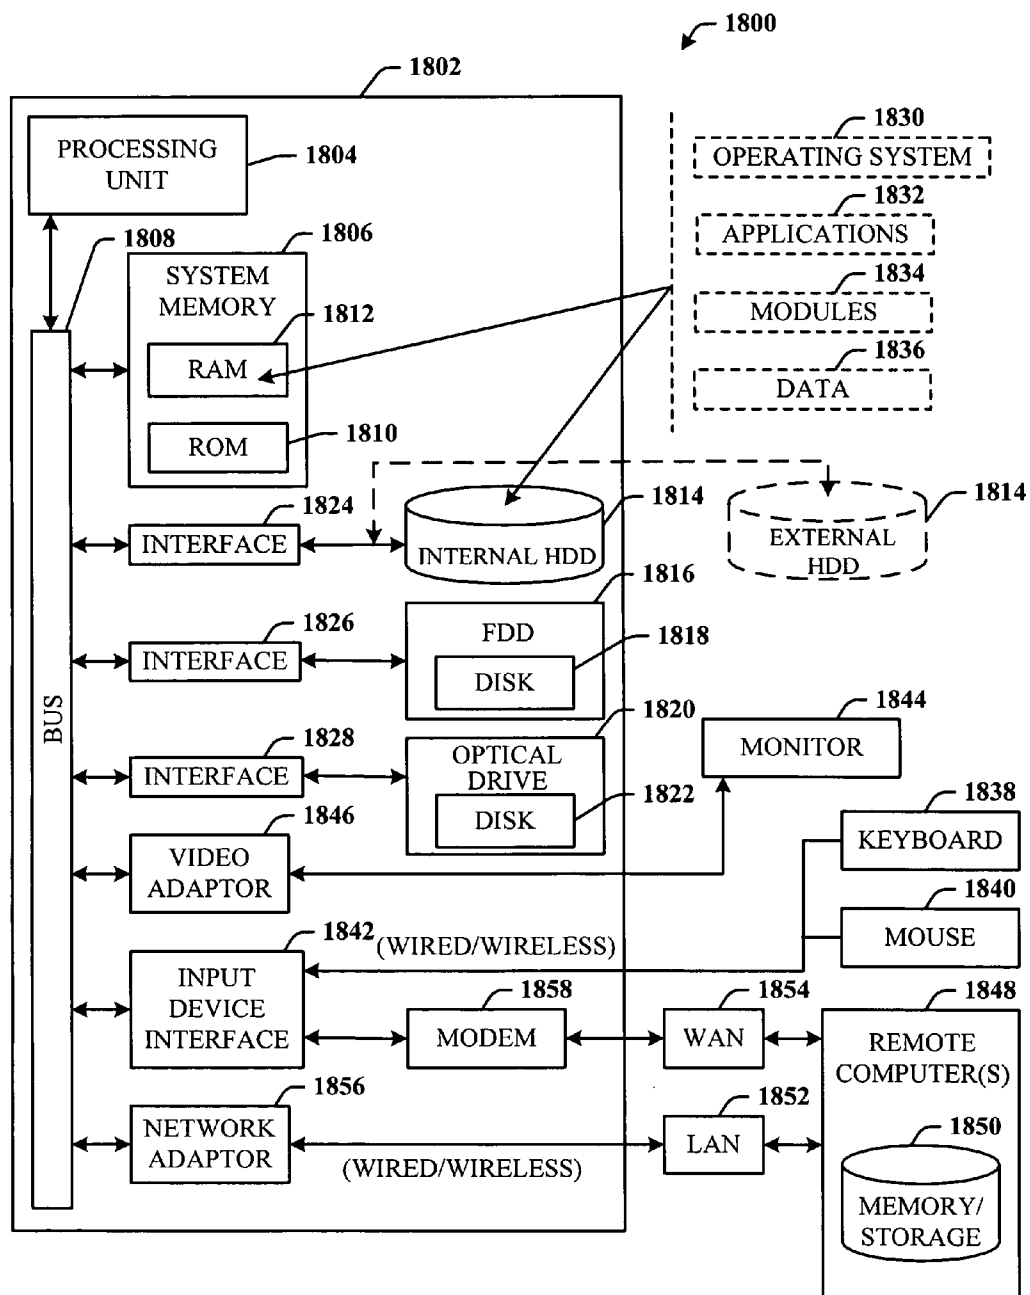 1800
1802
PROCESSING
UNIT
1804
1830
OPERATING SYSTEM
1832
APPLICATIONS
1834
MODULES
1836
DATA
1808
1806
SYSTEM
MEMORY
1812
RAM
1810
ROM
BUS
1824
INTERFACE
1814
INTERNAL HDD
1814
EXTERNAL
HDD
1816
FDD
1826
INTERFACE
1818
DISK
1820
OPTICAL
DRIVE
1828
INTERFACE
1822
DISK
1844
MONITOR
1846
VIDEO
ADAPTOR
1838
KEYBOARD
1840
MOUSE
1842
(WIRED/WIRELESS)
INPUT
DEVICE
INTERFACE
1858
MODEM
1854
WAN
1848
REMOTE
COMPUTER(S)
1856
NETWORK
ADAPTOR
(WIRED/WIRELESS)
1852
LAN
1850
MEMORY/
STORAGE